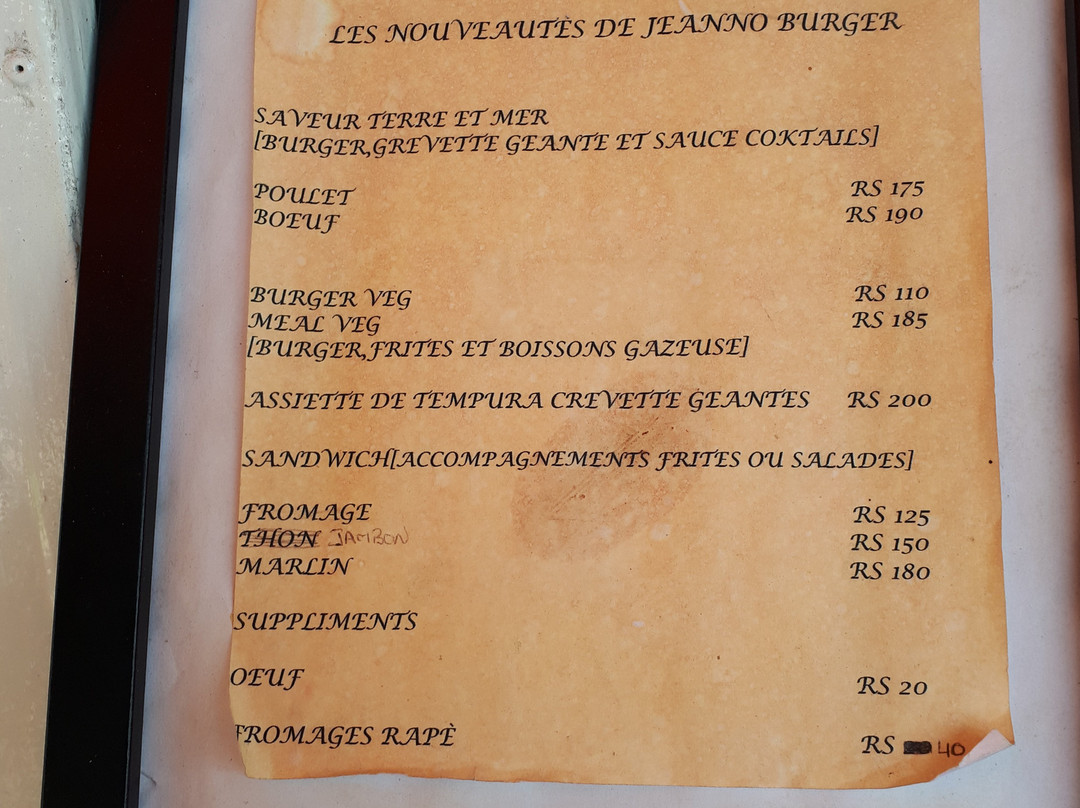 LES NOUVEAUTÈS DE JEANNO BURGER
SAVEUR TERRE ET MER
[BURGER,GREVETTE GEANTE ET SAUCE COKTAILS]
POULET RS 175
BOEUF RS 190
BURGER VEG RS 110
MEAL VEG RS 185
[BURGER,FRITES ET BOISSONS GAZEUSE]
ASSIETTE DE TEMPURA CREVETTE GEANTES RS 200
SANDWICH[ACCOMPAGNEMENTS FRITES OU SALADES]
FROMAGE RS 125
THON JAMBON RS 150
MARLIN RS 180
SUPPLIMENTS
OEUF RS 20
FROMAGES RAPÈ RS 40